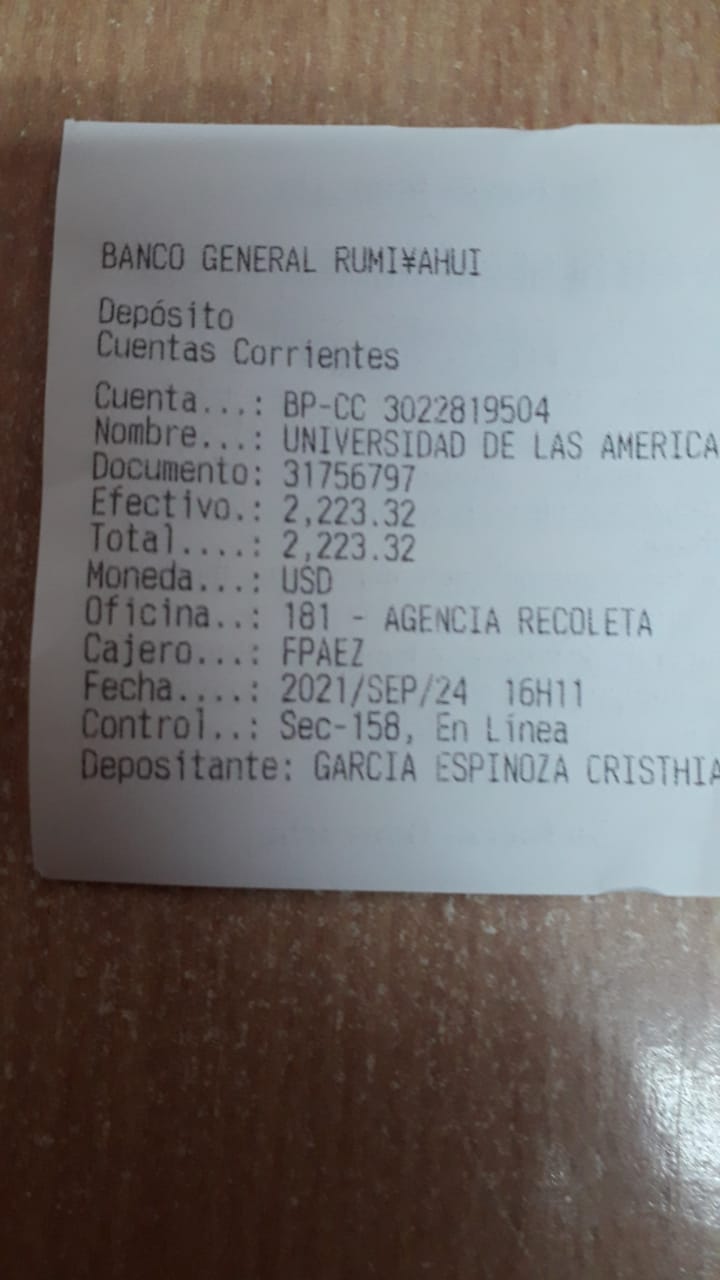 BANCO GENERAL RUMI¥AHUI
Depósito
Cuentas Corrientes
Cuenta...: BP-CC 3022819504
Nombre...: UNIVERSIDAD DE LAS AMERICA
Documento: 31756797
Efectivo.: 2,223.32
Total....: 2,223.32
Moneda...: USD
Oficina..: 181 - AGENCIA RECOLETA
Cajero...: FPAEZ
Fecha....: 2021/SEP/24 16H11
Control..: Sec-158, En Línea
Depositante: GARCIA ESPINOZA CRISTHIA